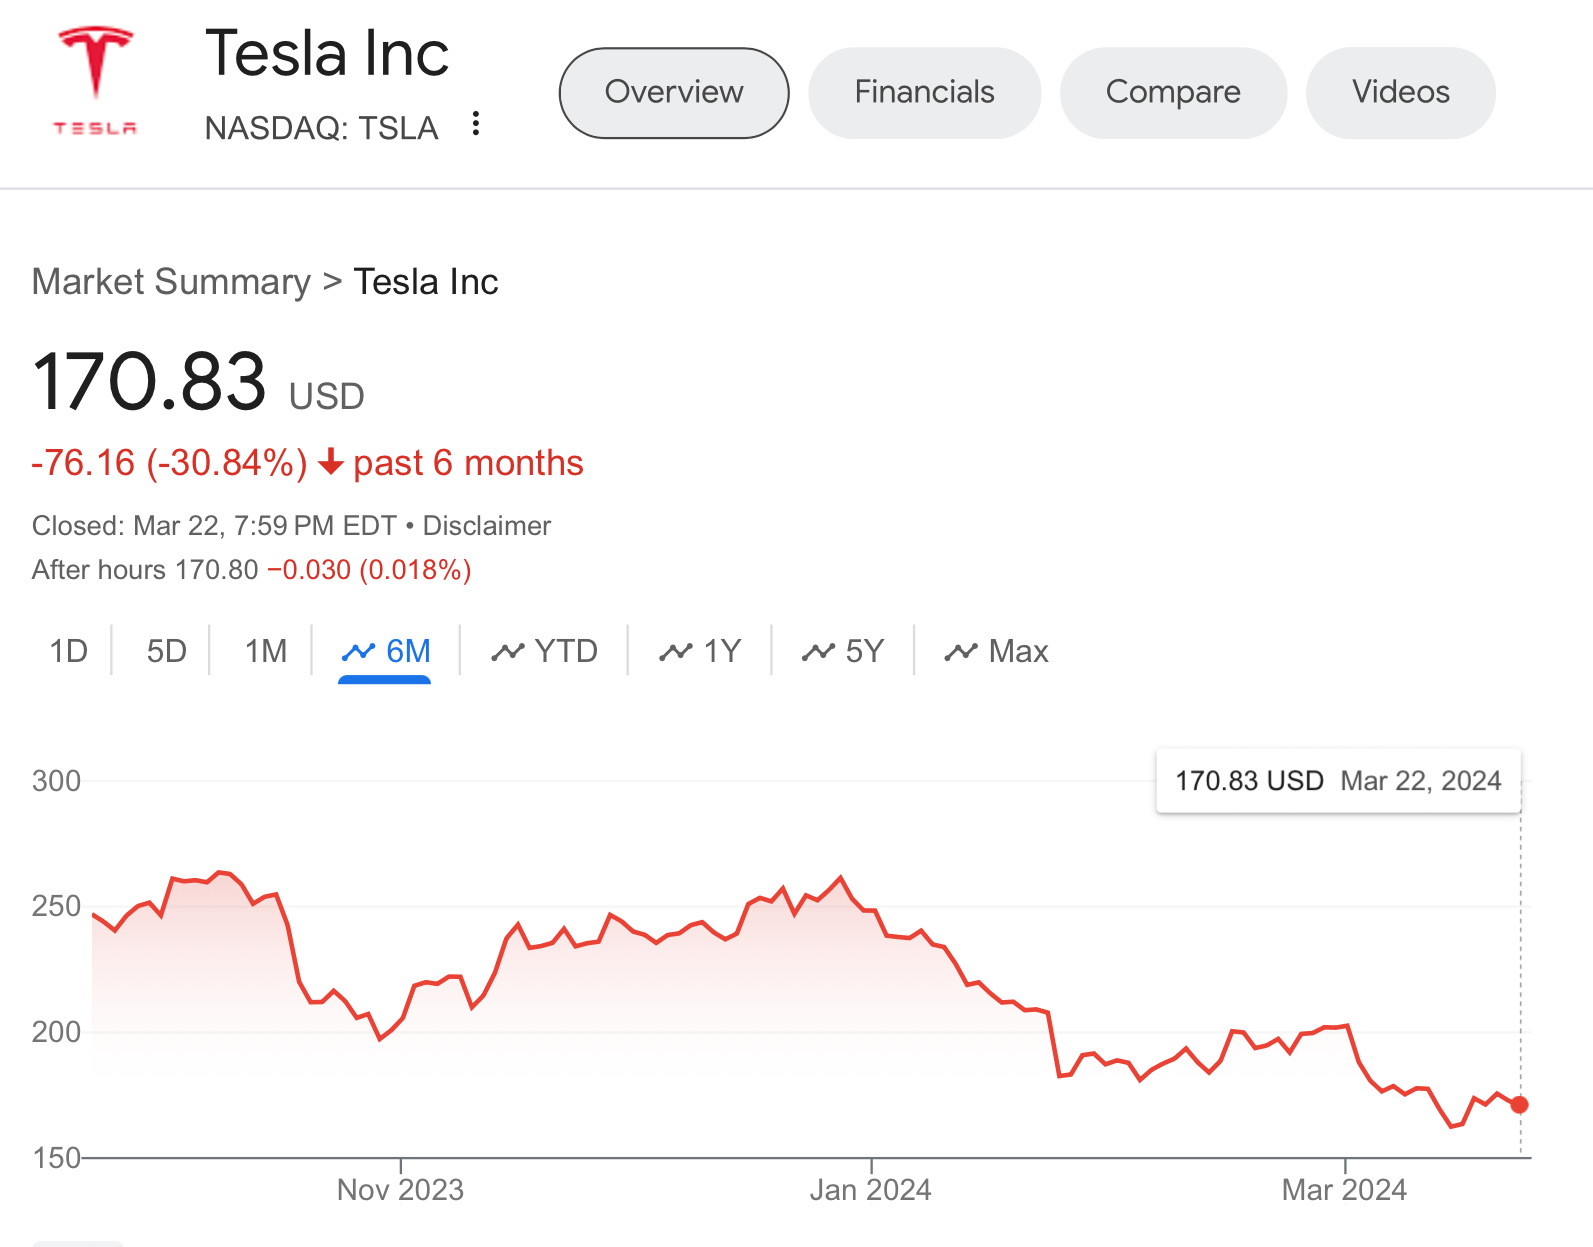 TESLA
Tesla Inc
NASDAQ: TSLA
Overview
Financials
Compare
Videos
Market Summary > Tesla Inc
170.83 USD
-76.16 (-30.84%) ↓ past 6 months
Closed: Mar 22, 7:59 PM EDT • Disclaimer
After hours 170.80 −0.030 (0.018%)
1D 5D 1M 6M YTD 1Y 5Y Max
170.83 USD Mar 22, 2024
300
250
200
150
Nov 2023 Jan 2024 Mar 2024